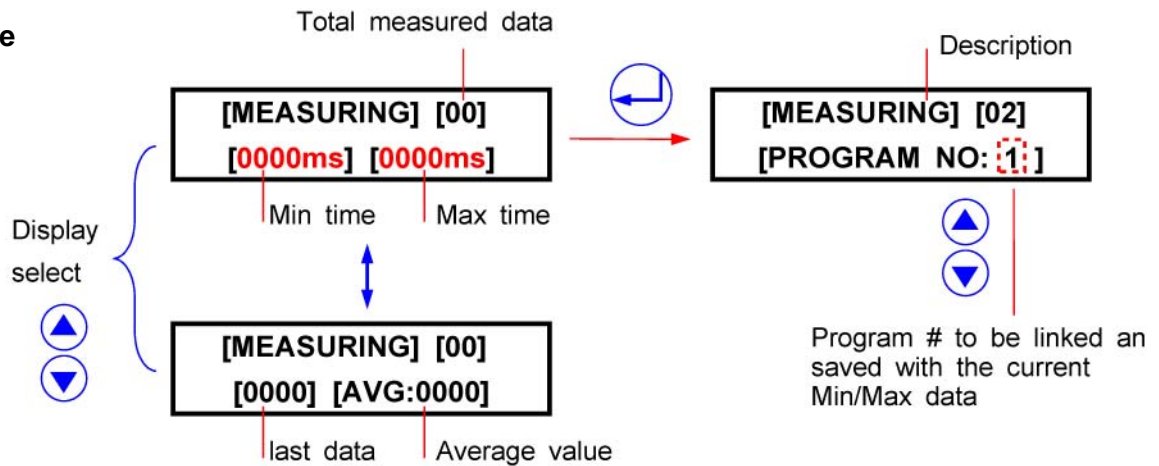 e
Total measured data
[MEASURING] [00]
[0000ms] [0000ms]
Min time
Max time
Display
select
[MEASURING] [00]
[0000] [AVG:0000]
last data
Average value
Description
[MEASURING] [02]
[PROGRAM NO: 1 ]
Program # to be linked an
saved with the current
Min/Max data